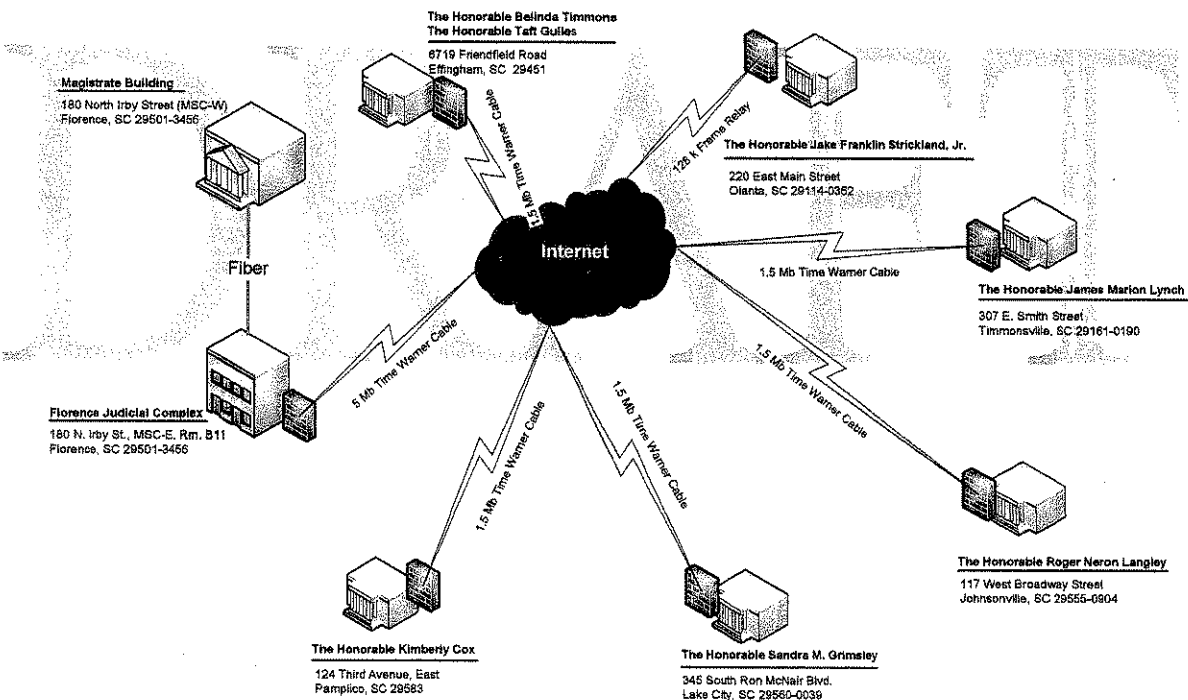 DRAFT
The Honorable Belinda Timmons
The Honorable Taft Guiles
6719 Friendfield Road
Effingham, SC 29451
Magistrate Building
180 North Irby Street (MSC-W)
Florence, SC 29501-3456
Fiber
Florence Judicial Complex
180 N. Irby St., MSC-E. Rm. B11
Florence, SC 29501-3456
1.5 Mb Time Warner Cable
128 k Frame Relay
The Honorable Jake Franklin Strickland, Jr.
220 East Main Street
Olanta, SC 29114-0362
Internet
1.5 Mb Time Warner Cable
The Honorable James Marion Lynch
307 E. Smith Street
Timmonsville, SC 29161-0190
5 Mb Time Warner Cable
1.5 Mb Time Warner Cable
1.5 Mb Time Warner Cable
1.5 Mb Time Warner Cable
The Honorable Roger Neron Langley
117 West Broadway Street
Johnsonville, SC 29555-0904
The Honorable Kimberly Cox
124 Third Avenue, East
Pamplico, SC 29583
The Honorable Sandra M. Grimsley
345 South Ron McNair Blvd.
Lake City, SC 29560-0039